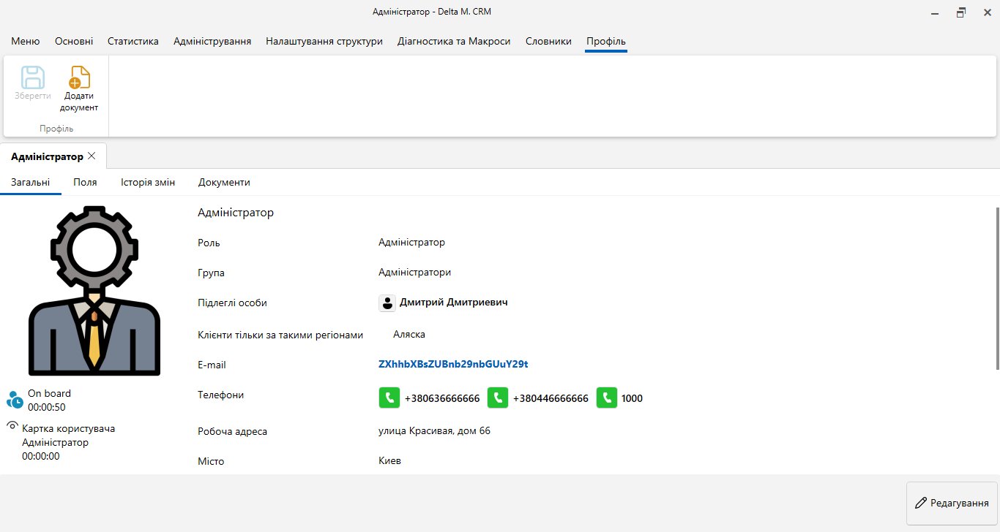 Адміністратор - Delta M. CRM
Меню Основні Статистика Адміністрування Налаштування структури Діагностика та Макроси Словники Профіль
Зберегти
Додати
документ
Профіль
Адміністратор
Загальні Поля Історія змін Документи
Адміністратор
Роль Адміністратор
Група Адміністратори
Підлеглі особи Дмитрий Дмитриевич
Клієнти тільки за такими регіонами Аляска
E-mail ZXhhbXBsZUBnb29nbGUuY29t
Телефони +380636666666 +380446666666 1000
Робоча адреса улица Красивая, дом 66
Місто Киев
On board
00:00:50
Картка користувача
Адміністратор
00:00:00
Редагування